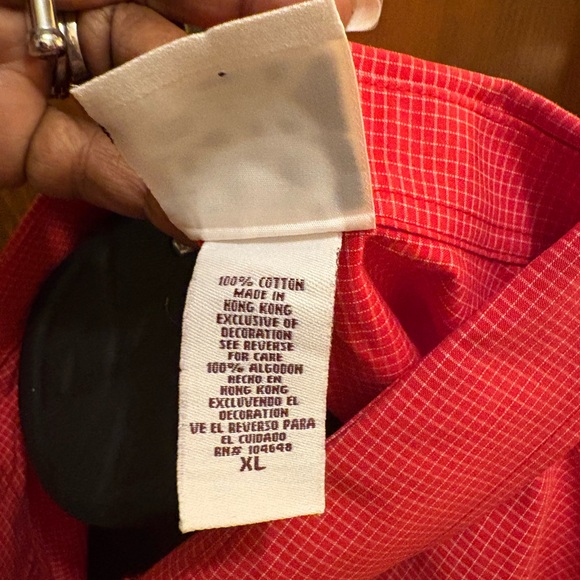 100% COTTON
MADE IN
HONG KONG
EXCLUSIVE OF
DECORATION
SEE REVERSE
FOR CARE
100% ALGODON
HECHO EN
HONG KONG
EXCLUVENDO EL
DECORATION
VE EL REVERSO PARA
EL CUIDADO
RN# 104648
XL